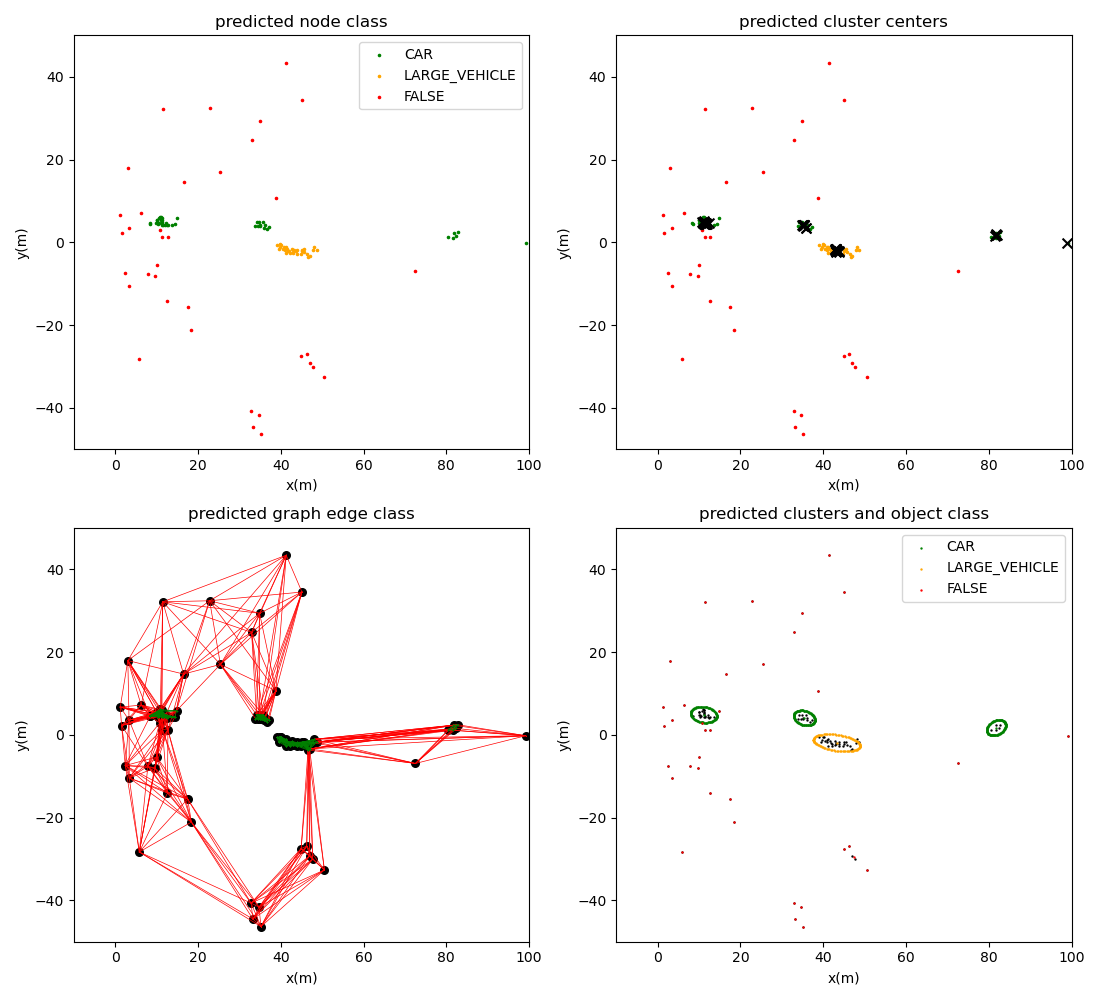 predicted node class
CAR
LARGE_VEHICLE
FALSE
40
20
0
−20
−40
y(m)
0 20 40 60 80 100
x(m)
predicted cluster centers
40
20
0
−20
−40
y(m)
0 20 40 60 80 100
x(m)
predicted graph edge class
40
20
0
−20
−40
y(m)
0 20 40 60 80 100
x(m)
predicted clusters and object class
CAR
LARGE_VEHICLE
FALSE
40
20
0
−20
−40
y(m)
0 20 40 60 80 100
x(m)